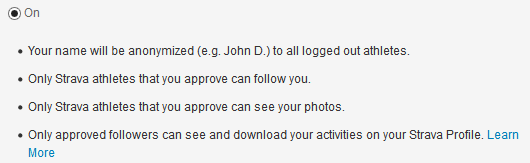 On
• Your name will be anonymized (e.g. John D.) to all logged out athletes.
• Only Strava athletes that you approve can follow you.
• Only Strava athletes that you approve can see your photos.
• Only approved followers can see and download your activities on your Strava Profile. Learn
More